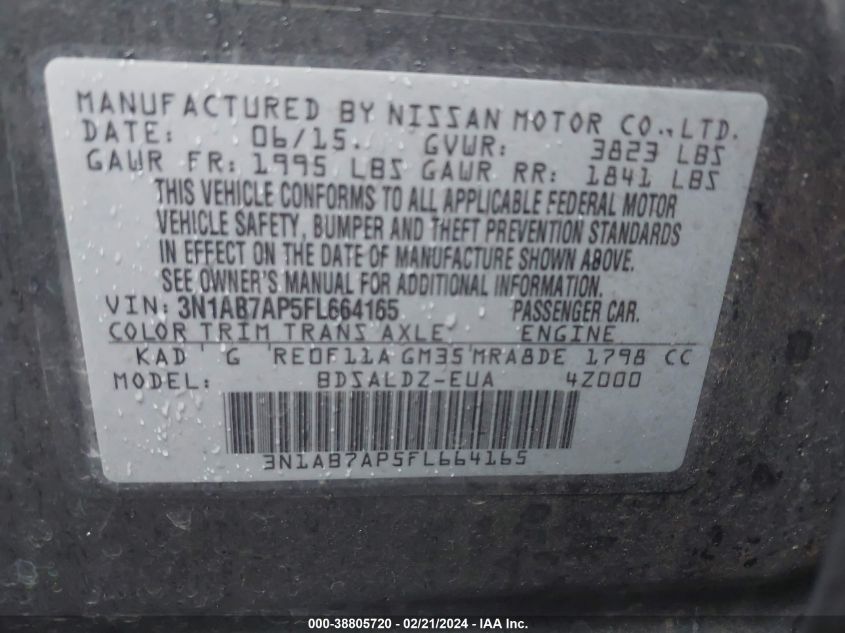 MANUFACTURED BY NISSAN MOTOR CO., LTD.
DATE: 06/15 GVWR: 3823 LBS
GAWR FR: 1995 LBS GAWR RR: 1841 LBS
THIS VEHICLE CONFORMS TO ALL APPLICABLE FEDERAL MOTOR
VEHICLE SAFETY, BUMPER AND THEFT PREVENTION STANDARDS
IN EFFECT ON THE DATE OF MANUFACTURE SHOWN ABOVE.
SEE OWNER'S MANUAL FOR ADDITIONAL INFORMATION.
VIN: 3N1AB7AP5FL664165 PASSENGER CAR.
COLOR TRIM TRANS AXLE ENGINE
KAD G RE0F11A GM35 MRA8DE 1798 CC
MODEL: BDSALDZ-EUA 4Z000
3N1AB7AP5FL664165
000-38805720 - 02/21/2024 - IAA Inc.